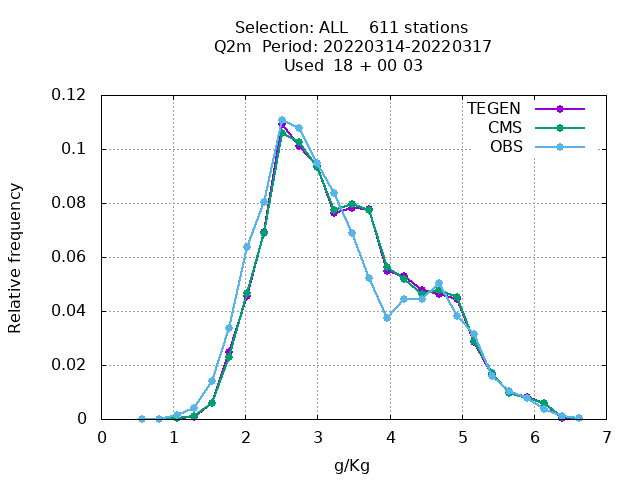 Selection: ALL    611 stations
Q2m  Period: 20220314-20220317
Used  18 + 00 03
TEGEN
CMS
OBS
0.12
0.1
0.08
0.06
0.04
0.02
0
Relative frequency
0 1 2 3 4 5 6 7
g/Kg